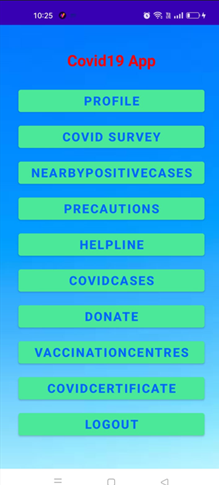 10:25
Covid19 App
PROFILE
COVID SURVEY
NEARBYPOSITIVECASES
PRECAUTIONS
HELPLINE
COVIDCASES
DONATE
VACCINATIONCENTRES
COVIDCERTIFICATE
LOGOUT